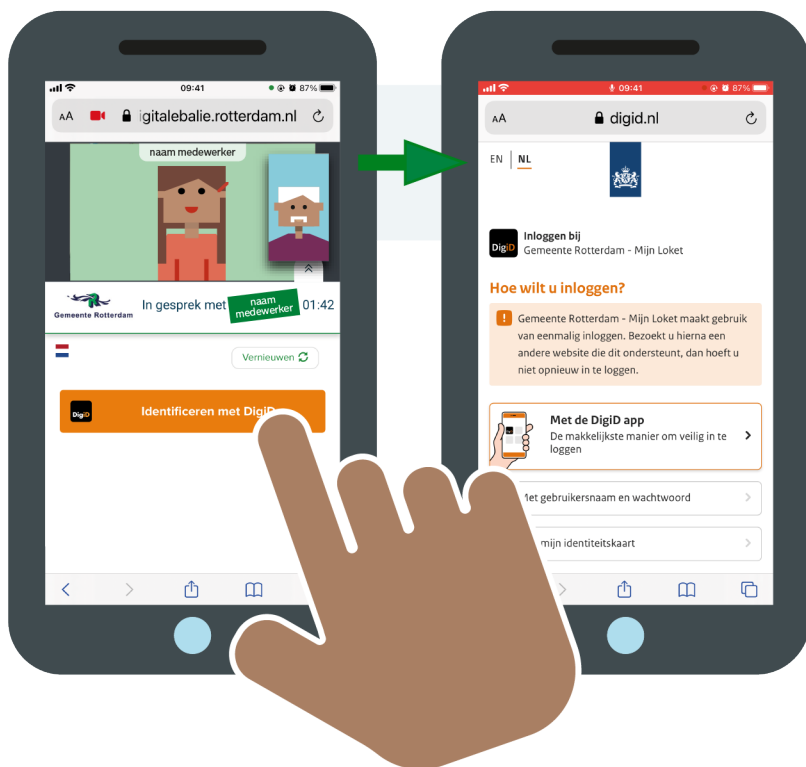 09:41
87%
AA
igitalebalie.rotterdam.nl
naam medewerker
Gemeente Rotterdam
In gesprek met
naam
medewerker
01:42
Vernieuwen
DigiD
Identificeren met DigiD
09:41
87%
AA
digid.nl
EN | NL
DigiD
Inloggen bij
Gemeente Rotterdam - Mijn Loket
Hoe wilt u inloggen?
! Gemeente Rotterdam - Mijn Loket maakt gebruik
van eenmalig inloggen. Bezoekt u hierna een
andere website die dit ondersteunt, dan hoeft u
niet opnieuw in te loggen.
Met de DigiD app
De makkelijkste manier om veilig in te
loggen
Met gebruikersnaam en wachtwoord
mijn identiteitskaart